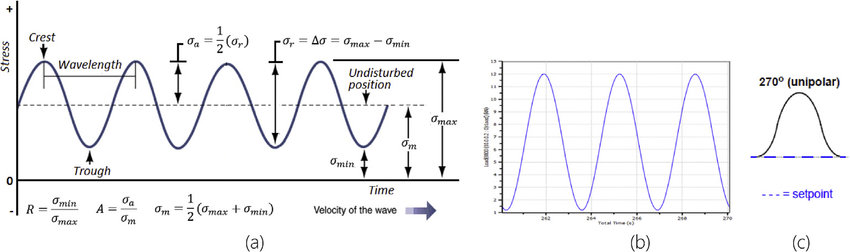 +
Stress
Crest
Wavelength
σₐ = 1/2 (σᵣ)
σᵣ = Δσ = σₘₐₓ − σₘᵢₙ
Undisturbed
position
σₘₐₓ
σₘ
σₘᵢₙ
Trough
0
Time
-
R = σₘᵢₙ/σₘₐₓ A = σₐ/σₘ σₘ = 1/2 (σₘₐₓ + σₘᵢₙ)
Velocity of the wave
(a)
13
12
11
10
9
8
7
6
5
4
3
2
1
262 264 266 268 270
Total Time (s)
(b)
270º (unipolar)
= setpoint
(c)